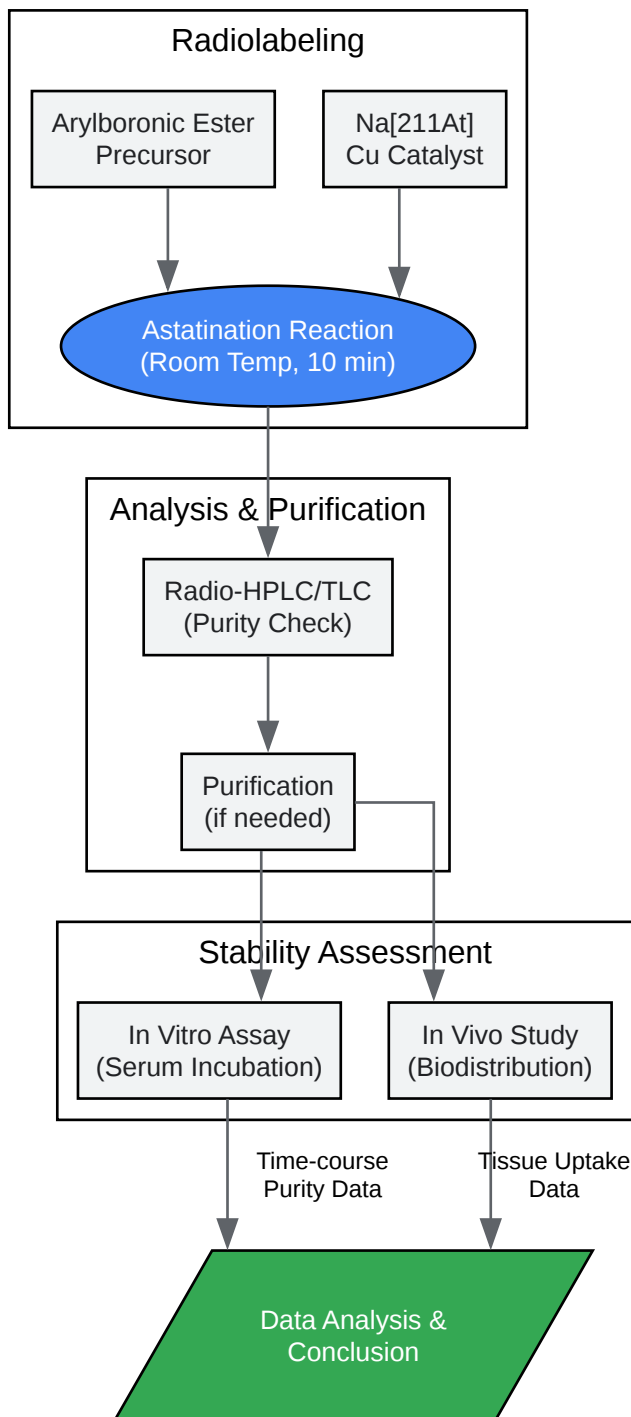 Radiolabeling
Arylboronic Ester
Precursor
Na[211At]
Cu Catalyst
Astatination Reaction
(Room Temp, 10 min)
Analysis & Purification
Radio-HPLC/TLC
(Purity Check)
Purification
(if needed)
Stability Assessment
In Vitro Assay
(Serum Incubation)
In Vivo Study
(Biodistribution)
Time-course
Purity Data
Tissue Uptake
Data
Data Analysis &
Conclusion